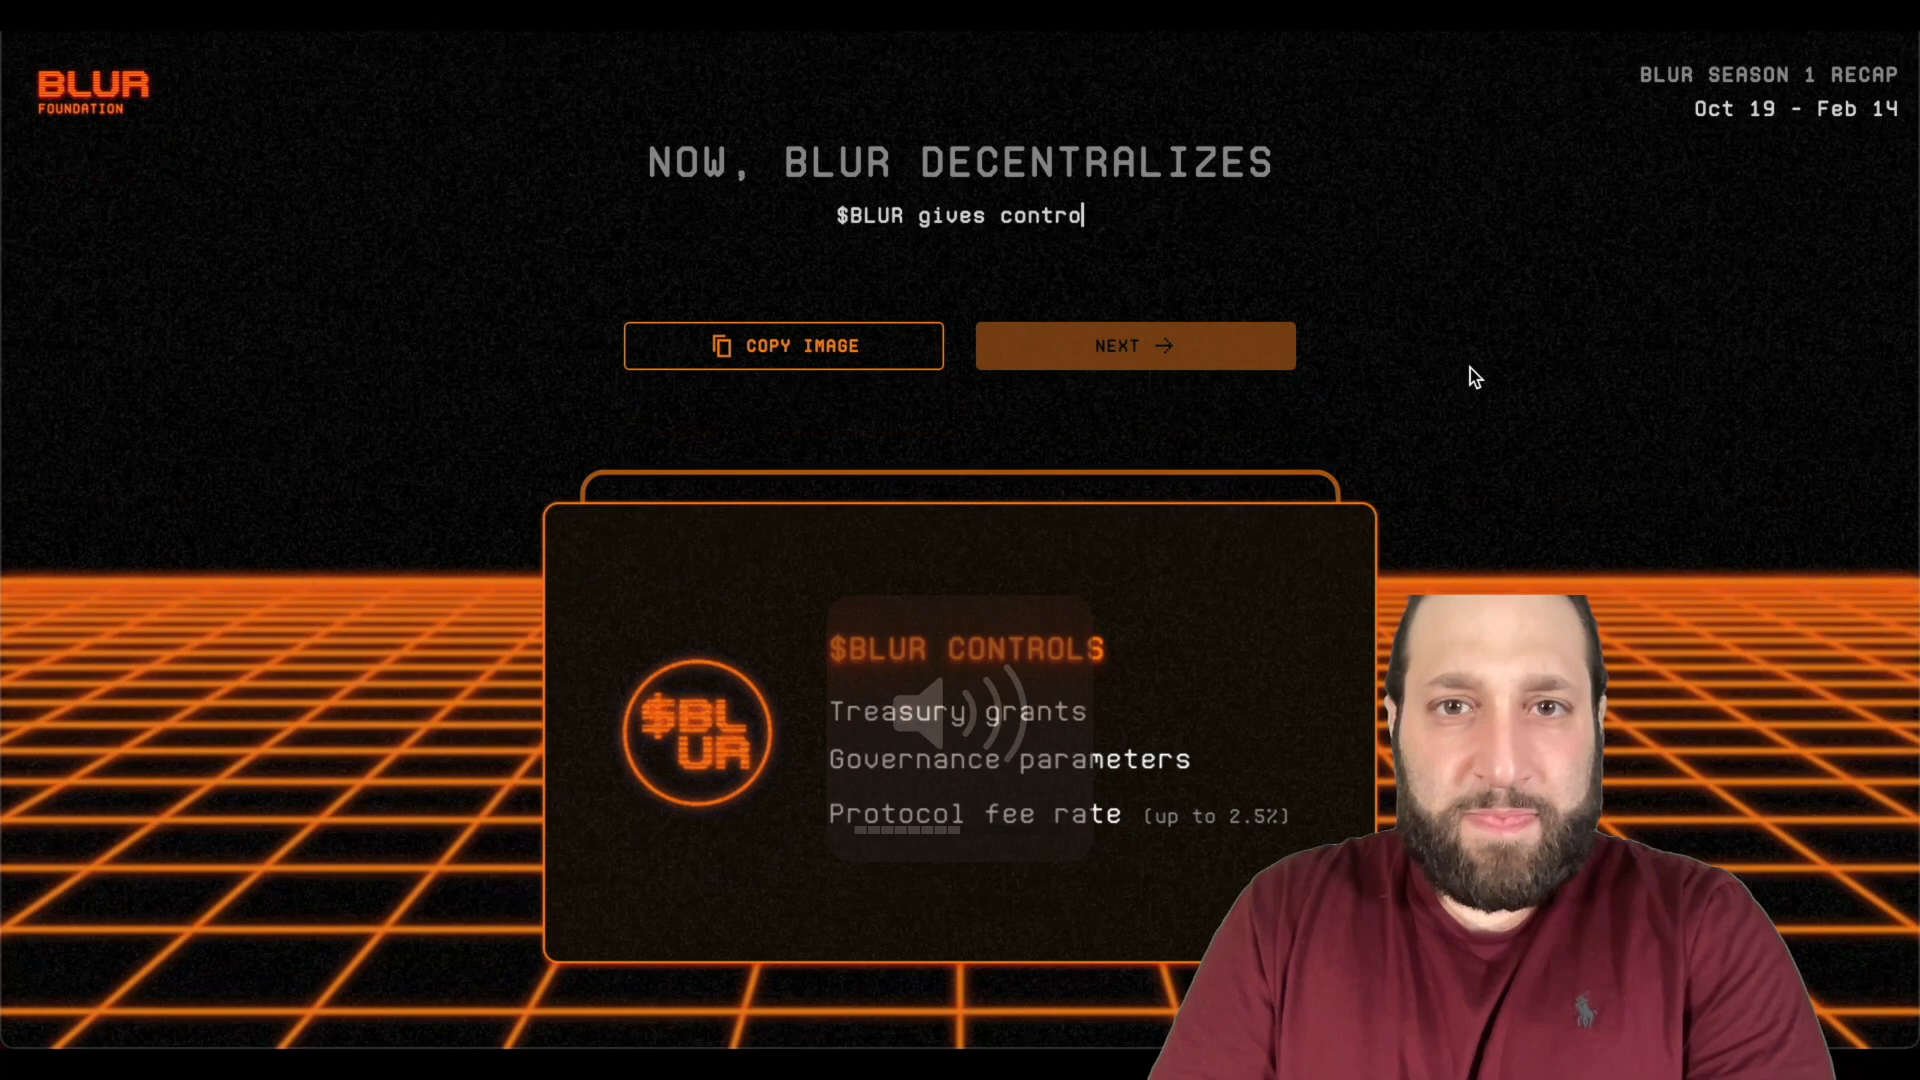 BLUR
FOUNDATION
BLUR SEASON 1 RECAP
Oct 19 - Feb 14
NOW, BLUR DECENTRALIZES
$BLUR gives contro
COPY IMAGE
NEXT →
$BL
UR
$BLUR CONTROLS
Treasury grants
Governance parameters
Protocol fee rate (up to 2.5%)